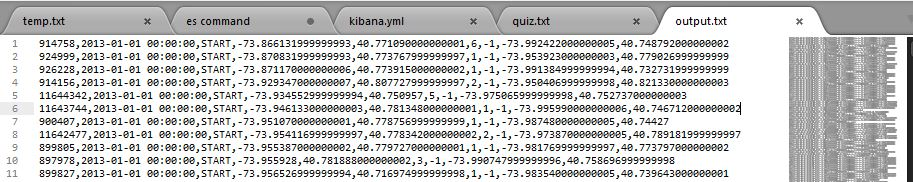 temp.txt × es command kibana.yml × quiz.txt × output.txt ×
1 914758,2013-01-01 00:00:00,START,-73.866131999999993,40.771090000000001,6,-1,-73.992422000000005,40.748792000000002
2 924999,2013-01-01 00:00:00,START,-73.870831999999993,40.773767999999997,1,-1,-73.953923000000003,40.779026999999999
3 926228,2013-01-01 00:00:00,START,-73.871170000000006,40.773915000000002,1,-1,-73.991384999999994,40.732731999999999
4 914156,2013-01-01 00:00:00,START,-73.929347000000007,40.807727999999997,2,-1,-73.950406999999998,40.821330000000003
5 11644342,2013-01-01 00:00:00,START,-73.934552999999994,40.750957,5,-1,-73.975065999999998,40.752737000000003
6 11643744,2013-01-01 00:00:00,START,-73.946133000000003,40.781348000000001,1,-1,-73.995990000000006,40.746712000000002
7 900407,2013-01-01 00:00:00,START,-73.951070000000001,40.778756999999999,1,-1,-73.987480000000005,40.74427
8 11642477,2013-01-01 00:00:00,START,-73.954116999999997,40.778342000000002,2,-1,-73.973870000000005,40.789181999999997
9 899805,2013-01-01 00:00:00,START,-73.955387000000002,40.779727000000001,1,-1,-73.981769999999997,40.773797000000002
10 897978,2013-01-01 00:00:00,START,-73.955928,40.781888000000002,3,-1,-73.990747999999996,40.758696999999998
11 899827,2013-01-01 00:00:00,START,-73.956526999999994,40.716974999999998,1,-1,-73.983540000000005,40.739643000000001